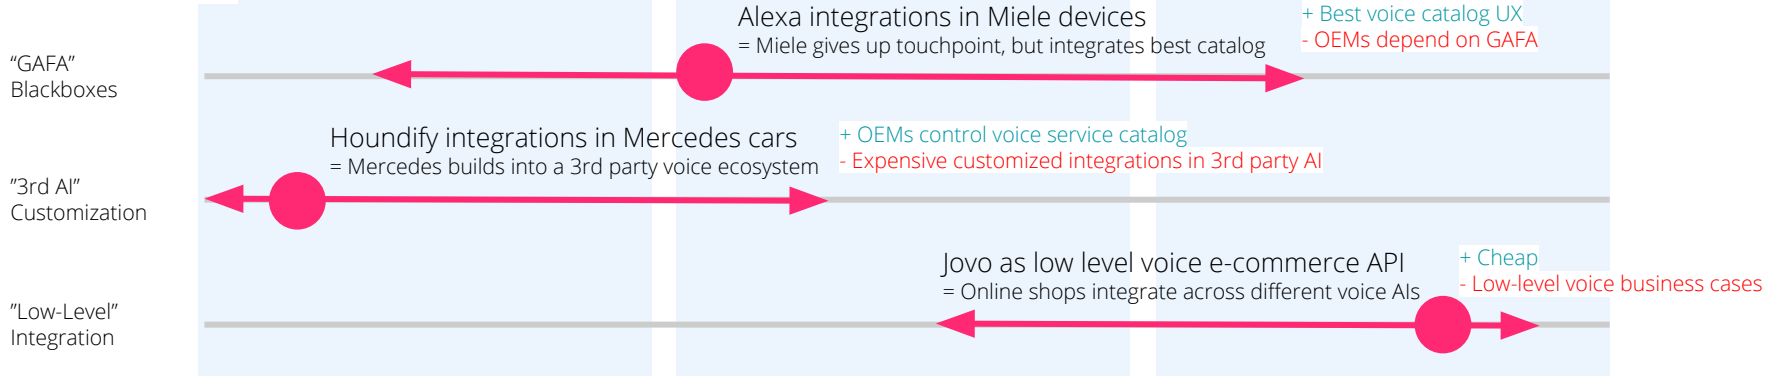 Alexa integrations in Miele devices
= Miele gives up touchpoint, but integrates best catalog
+ Best voice catalog UX
- OEMs depend on GAFA
“GAFA”
Blackboxes
Houndify integrations in Mercedes cars
= Mercedes builds into a 3rd party voice ecosystem
+ OEMs control voice service catalog
- Expensive customized integrations in 3rd party AI
”3rd AI”
Customization
Jovo as low level voice e-commerce API
= Online shops integrate across different voice AIs
+ Cheap
- Low-level voice business cases
”Low-Level”
Integration